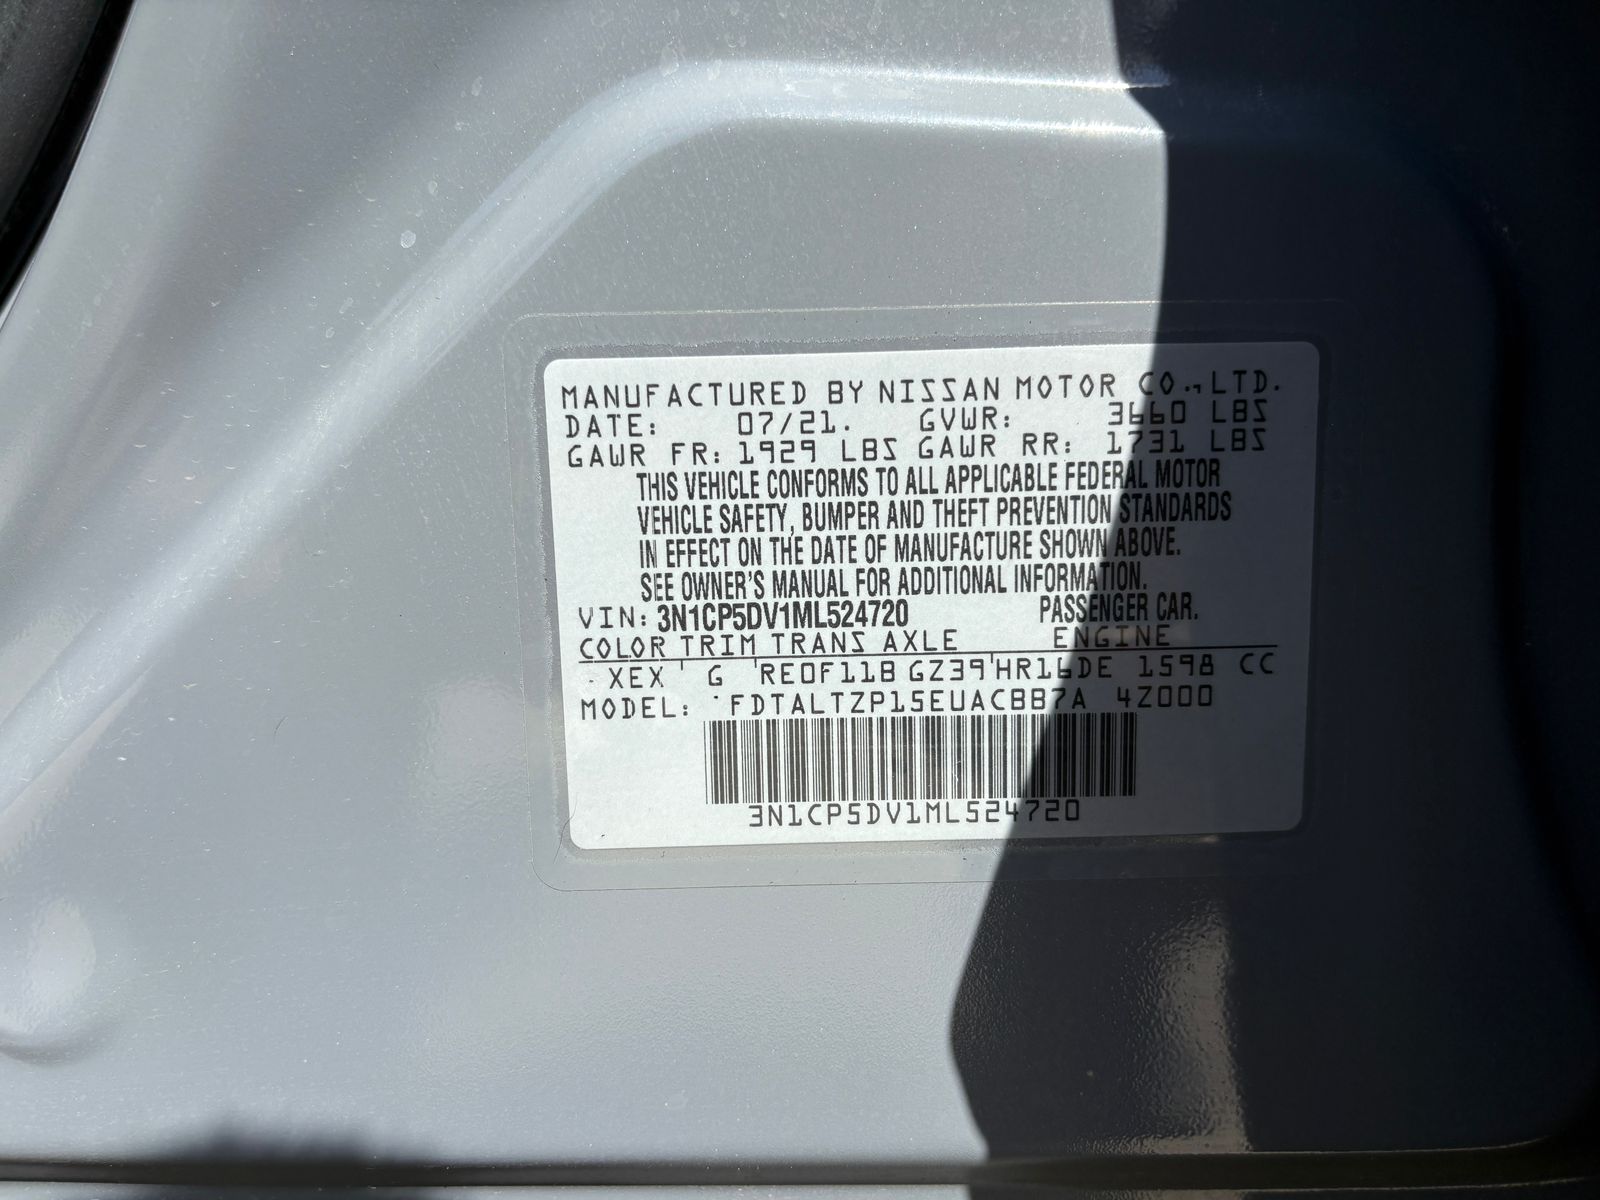 MANUFACTURED BY NISSAN MOTOR CO., LTD.
DATE: 07/21. GVWR: 3660 LBS
GAWR FR: 1929 LBS GAWR RR: 1731 LBS
THIS VEHICLE CONFORMS TO ALL APPLICABLE FEDERAL MOTOR
VEHICLE SAFETY, BUMPER AND THEFT PREVENTION STANDARDS
IN EFFECT ON THE DATE OF MANUFACTURE SHOWN ABOVE.
SEE OWNER'S MANUAL FOR ADDITIONAL INFORMATION.
VIN: 3N1CP5DV1ML524720 PASSENGER CAR.
COLOR TRIM TRANS AXLE ENGINE
XEX G RE0F11B GZ39 HR16DE 1598 CC
MODEL: FDTALTZP15EUACBB7A 4Z000
3N1CP5DV1ML524720